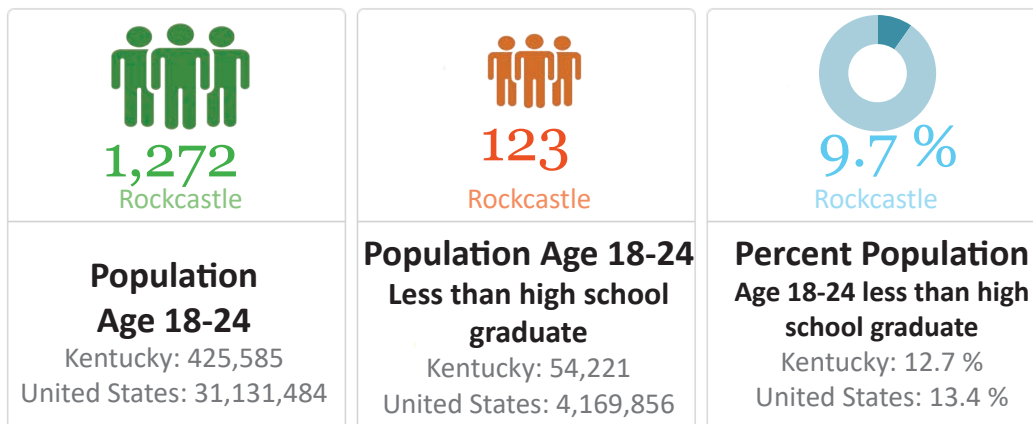 1,272
Rockcastle
Population
Age 18-24
Kentucky: 425,585
United States: 31,131,484
123
Rockcastle
Population Age 18-24
Less than high school
graduate
Kentucky: 54,221
United States: 4,169,856
9.7 %
Rockcastle
Percent Population
Age 18-24 less than high
school graduate
Kentucky: 12.7 %
United States: 13.4 %